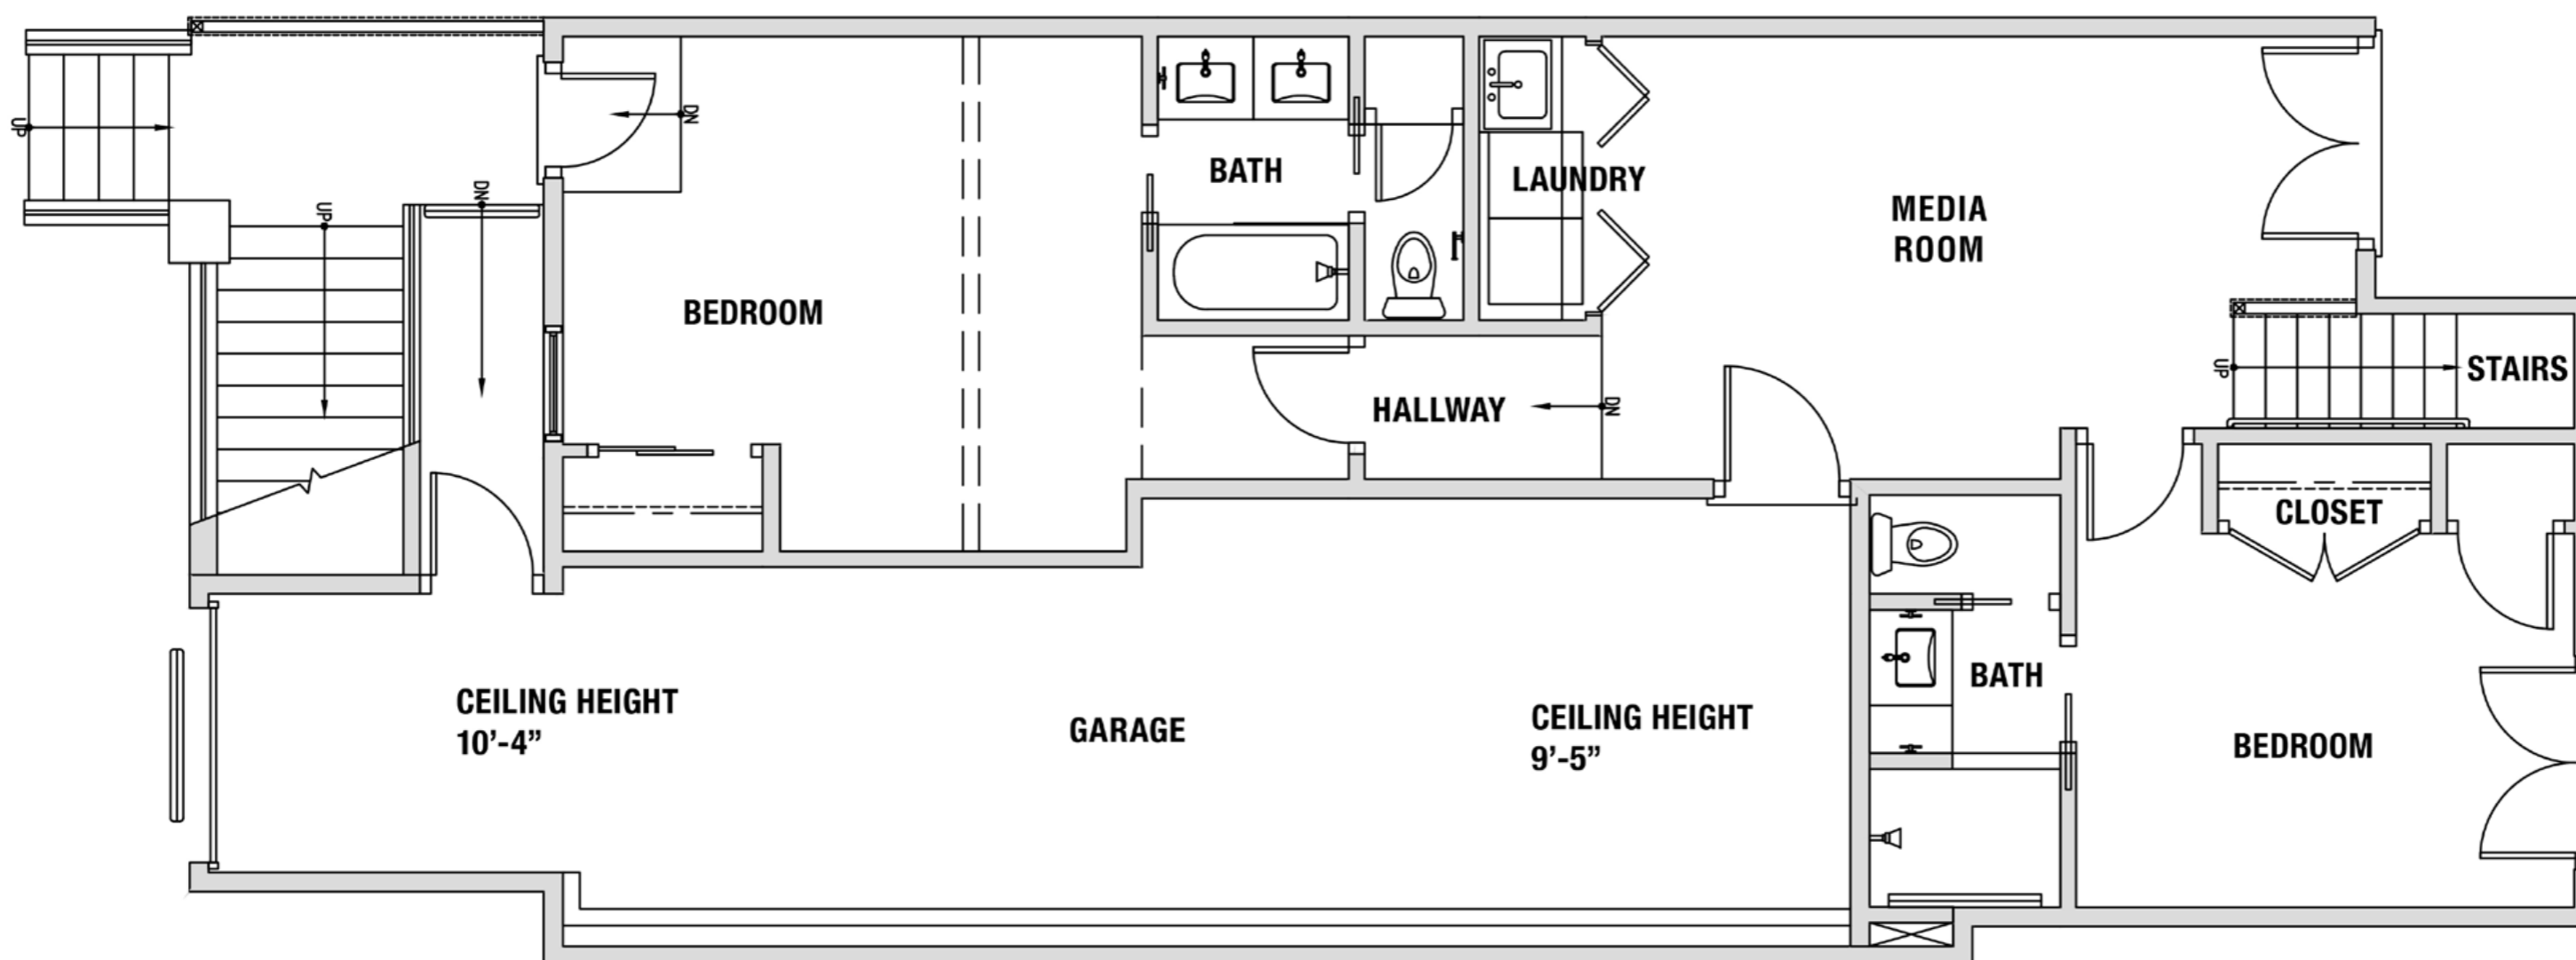 UP
DN
UP
DN
BEDROOM
BATH
LAUNDRY
MEDIA
ROOM
HALLWAY
DN
UP
STAIRS
CLOSET
CEILING HEIGHT
10’-4”
GARAGE
CEILING HEIGHT
9’-5”
BATH
BEDROOM